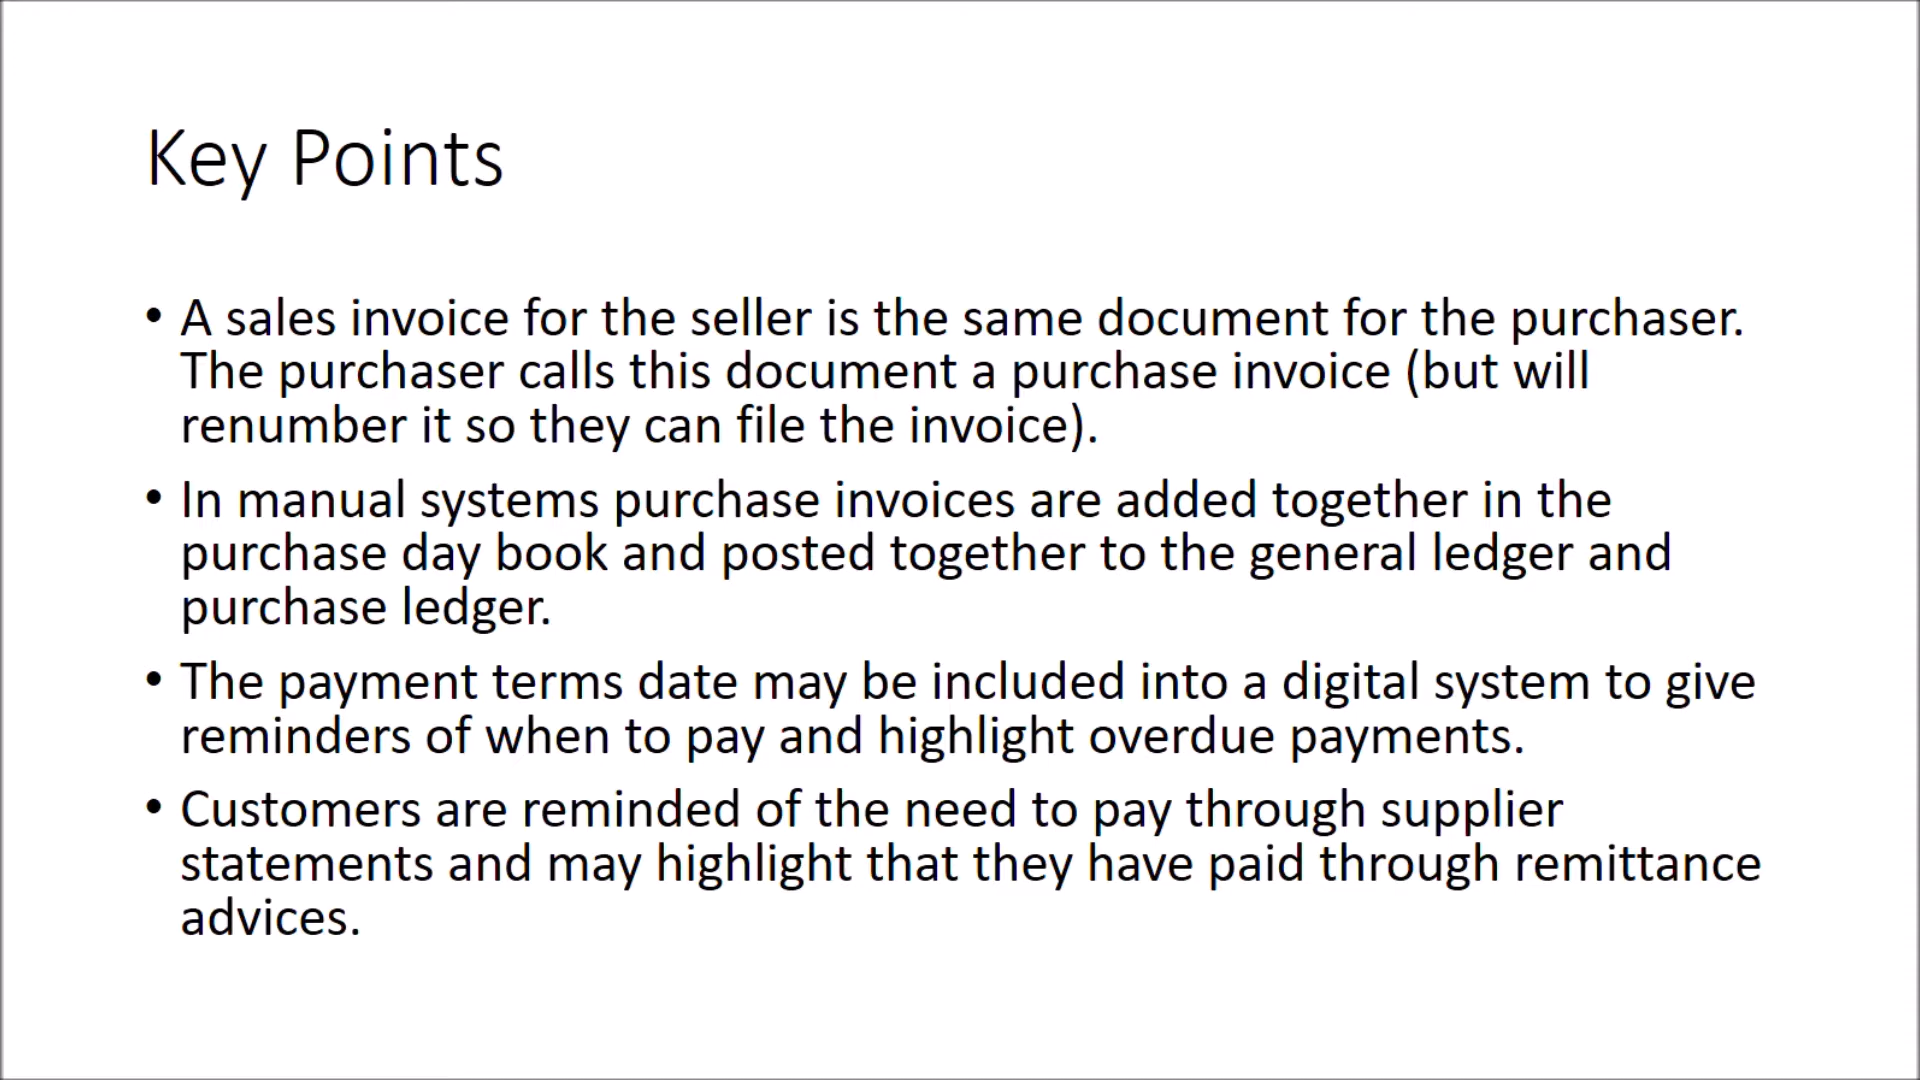 Key Points
• A sales invoice for the seller is the same document for the purchaser.
The purchaser calls this document a purchase invoice (but will
renumber it so they can file the invoice).
• In manual systems purchase invoices are added together in the
purchase day book and posted together to the general ledger and
purchase ledger.
• The payment terms date may be included into a digital system to give
reminders of when to pay and highlight overdue payments.
• Customers are reminded of the need to pay through supplier
statements and may highlight that they have paid through remittance
advices.